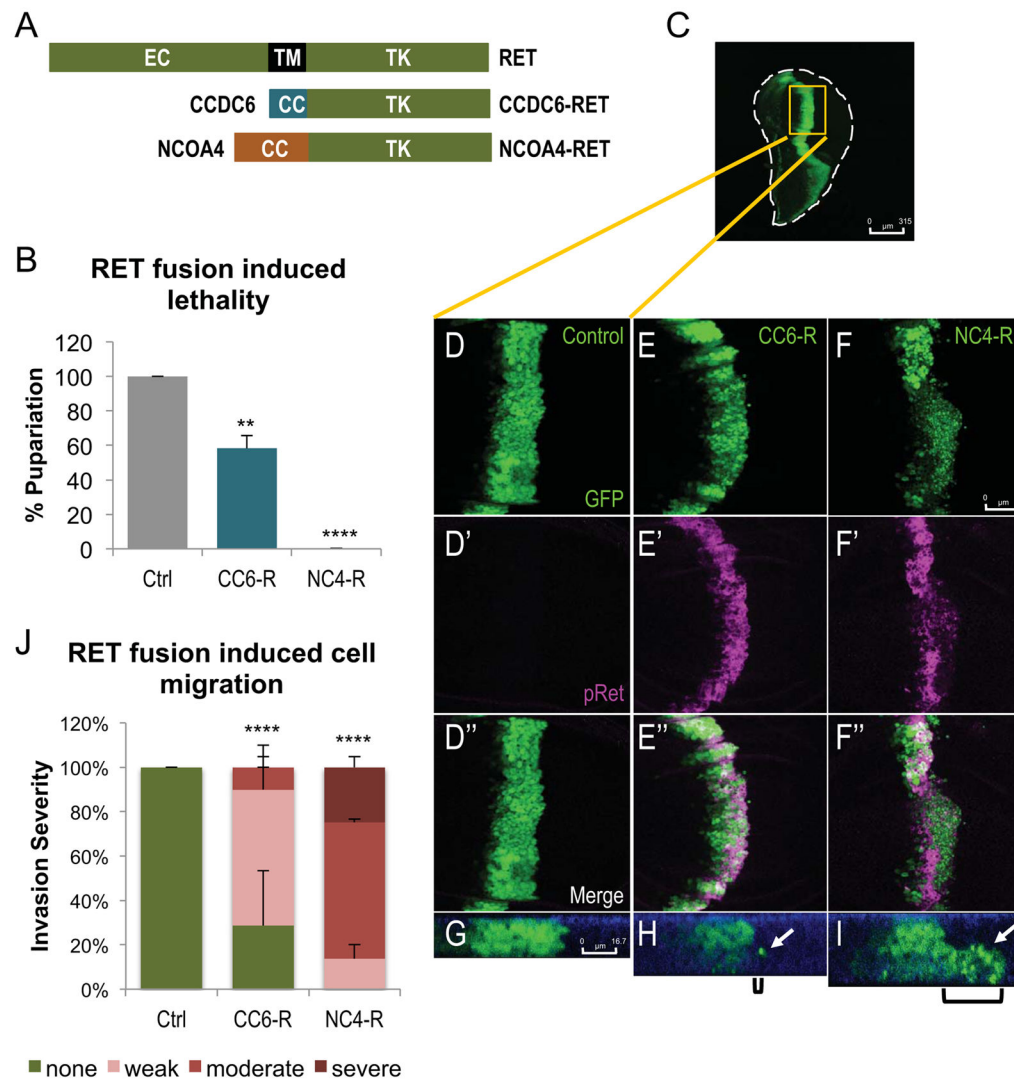 A
EC TM TK RET
CCDC6 CC TK CCDC6-RET
NCOA4 CC TK NCOA4-RET
C
0 315
µm
B
RET fusion induced
lethality
% Pupariation
120
100
80
60
40
20
0
**
****
Ctrl CC6-R NC4-R
D Control
GFP
E CC6-R
F NC4-R
0
µm
D'
pRet
E'
F'
D''
Merge
E''
F''
G
0 µm 16.7
H
I
J
RET fusion induced cell
migration
Invasion Severity
120%
100%
80%
60%
40%
20%
0%
****
****
Ctrl CC6-R NC4-R
none weak moderate severe